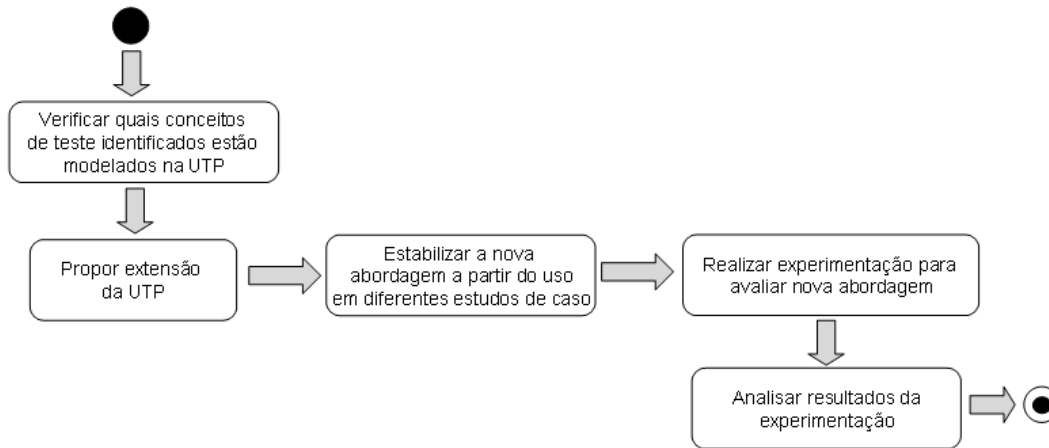 Verificar quais conceitos
de teste identificados estão
modelados na UTP
Propor extensão
da UTP
Estabilizar a nova
abordagem a partir do uso
em diferentes estudos de caso
Realizar experimentação para
avaliar nova abordagem
Analisar resultados da
experimentação